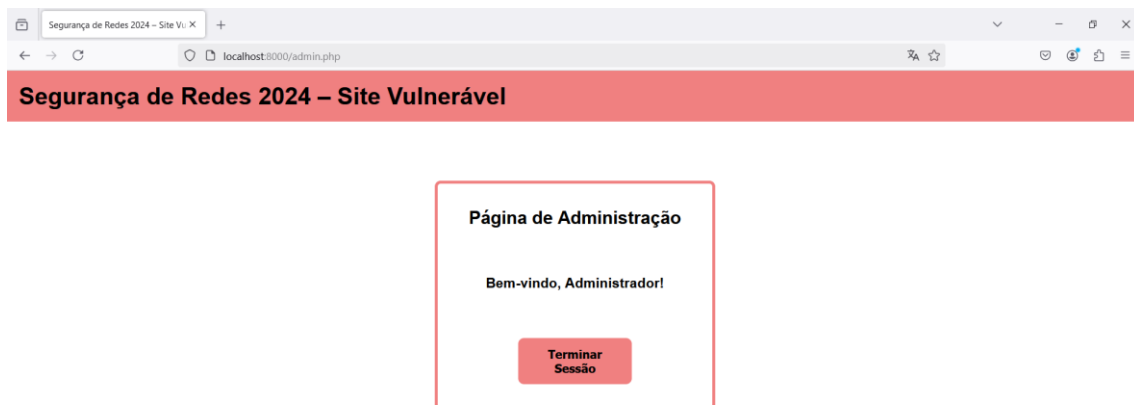 Segurança de Redes 2024 – Site Vu
localhost:8000/admin.php
Segurança de Redes 2024 – Site Vulnerável
Página de Administração
Bem-vindo, Administrador!
Terminar
Sessão